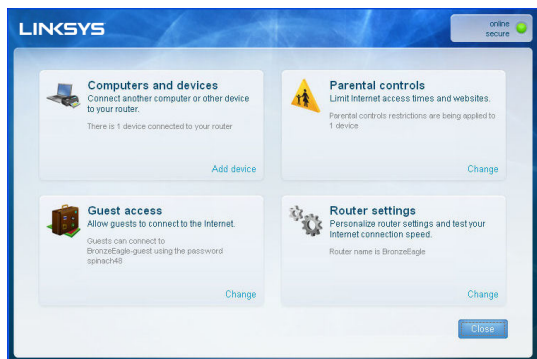 LINKSYS
online
secure
Computers and devices
Connect another computer or other device
to your router.
There is 1 device connected to your router
Add device
Parental controls
Limit Internet access times and websites.
Parental controls restrictions are being applied to
1 device
Change
Guest access
Allow guests to connect to the Internet.
Guests can connect to
BronzeEagle-guest using the password
spinach48
Change
Router settings
Personalize router settings and test your
Internet connection speed.
Router name is BronzeEagle
Change
Close